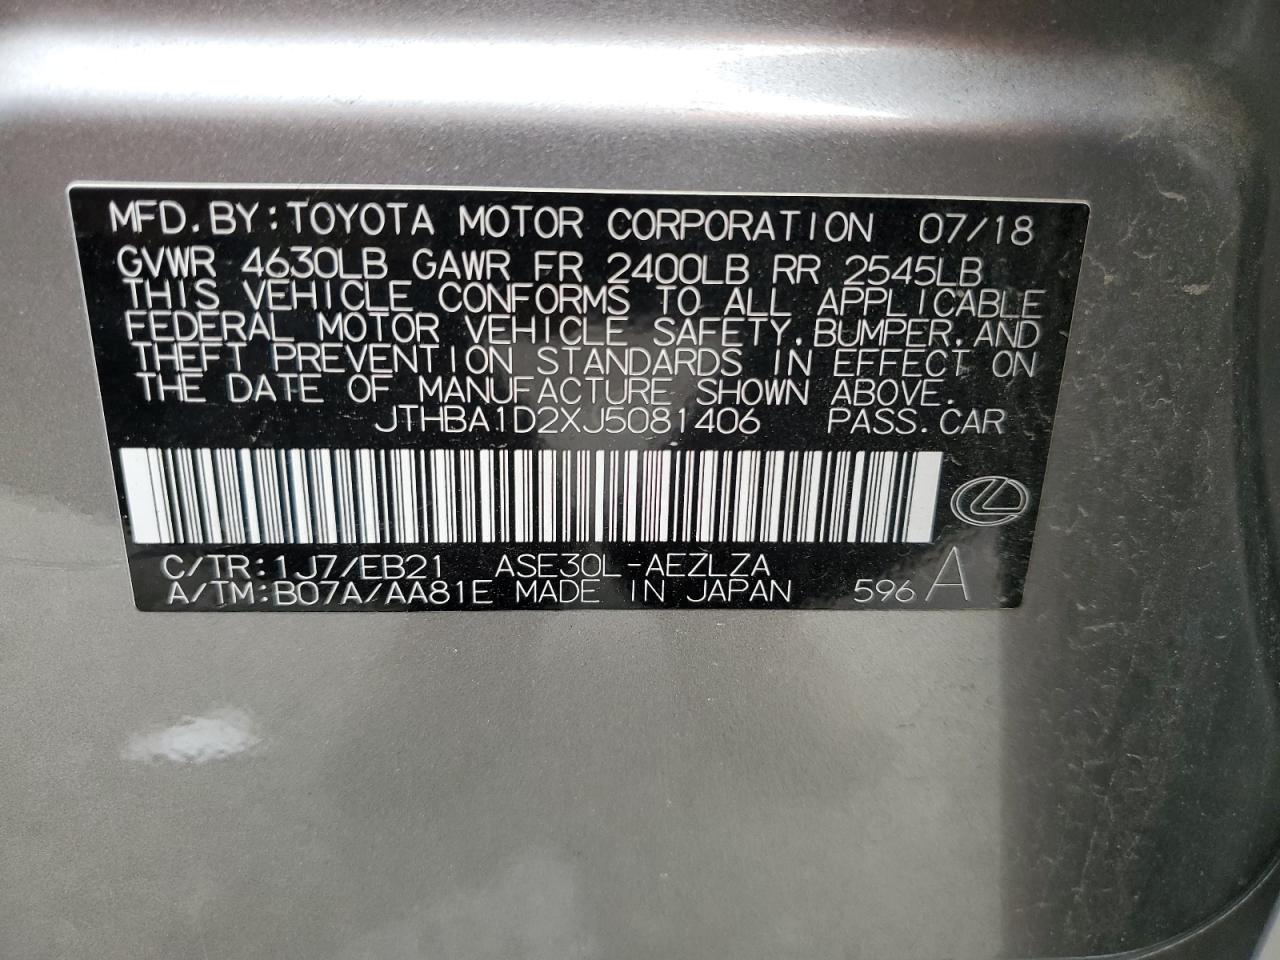 MFD.BY:TOYOTA MOTOR CORPORATION 07/18
GVWR 4630LB GAWR FR 2400LB RR 2545LB
THIS VEHICLE CONFORMS TO ALL APPLICABLE
FEDERAL MOTOR VEHICLE SAFETY,BUMPER,AND
THEFT PREVENTION STANDARDS IN EFFECT ON
THE DATE OF MANUFACTURE SHOWN ABOVE.
JTHBA1D2XJ5081406 PASS.CAR
C/TR:1J7/EB21 ASE30L-AEZLZA
A/TM:B07A/AA81E MADE IN JAPAN 596 A